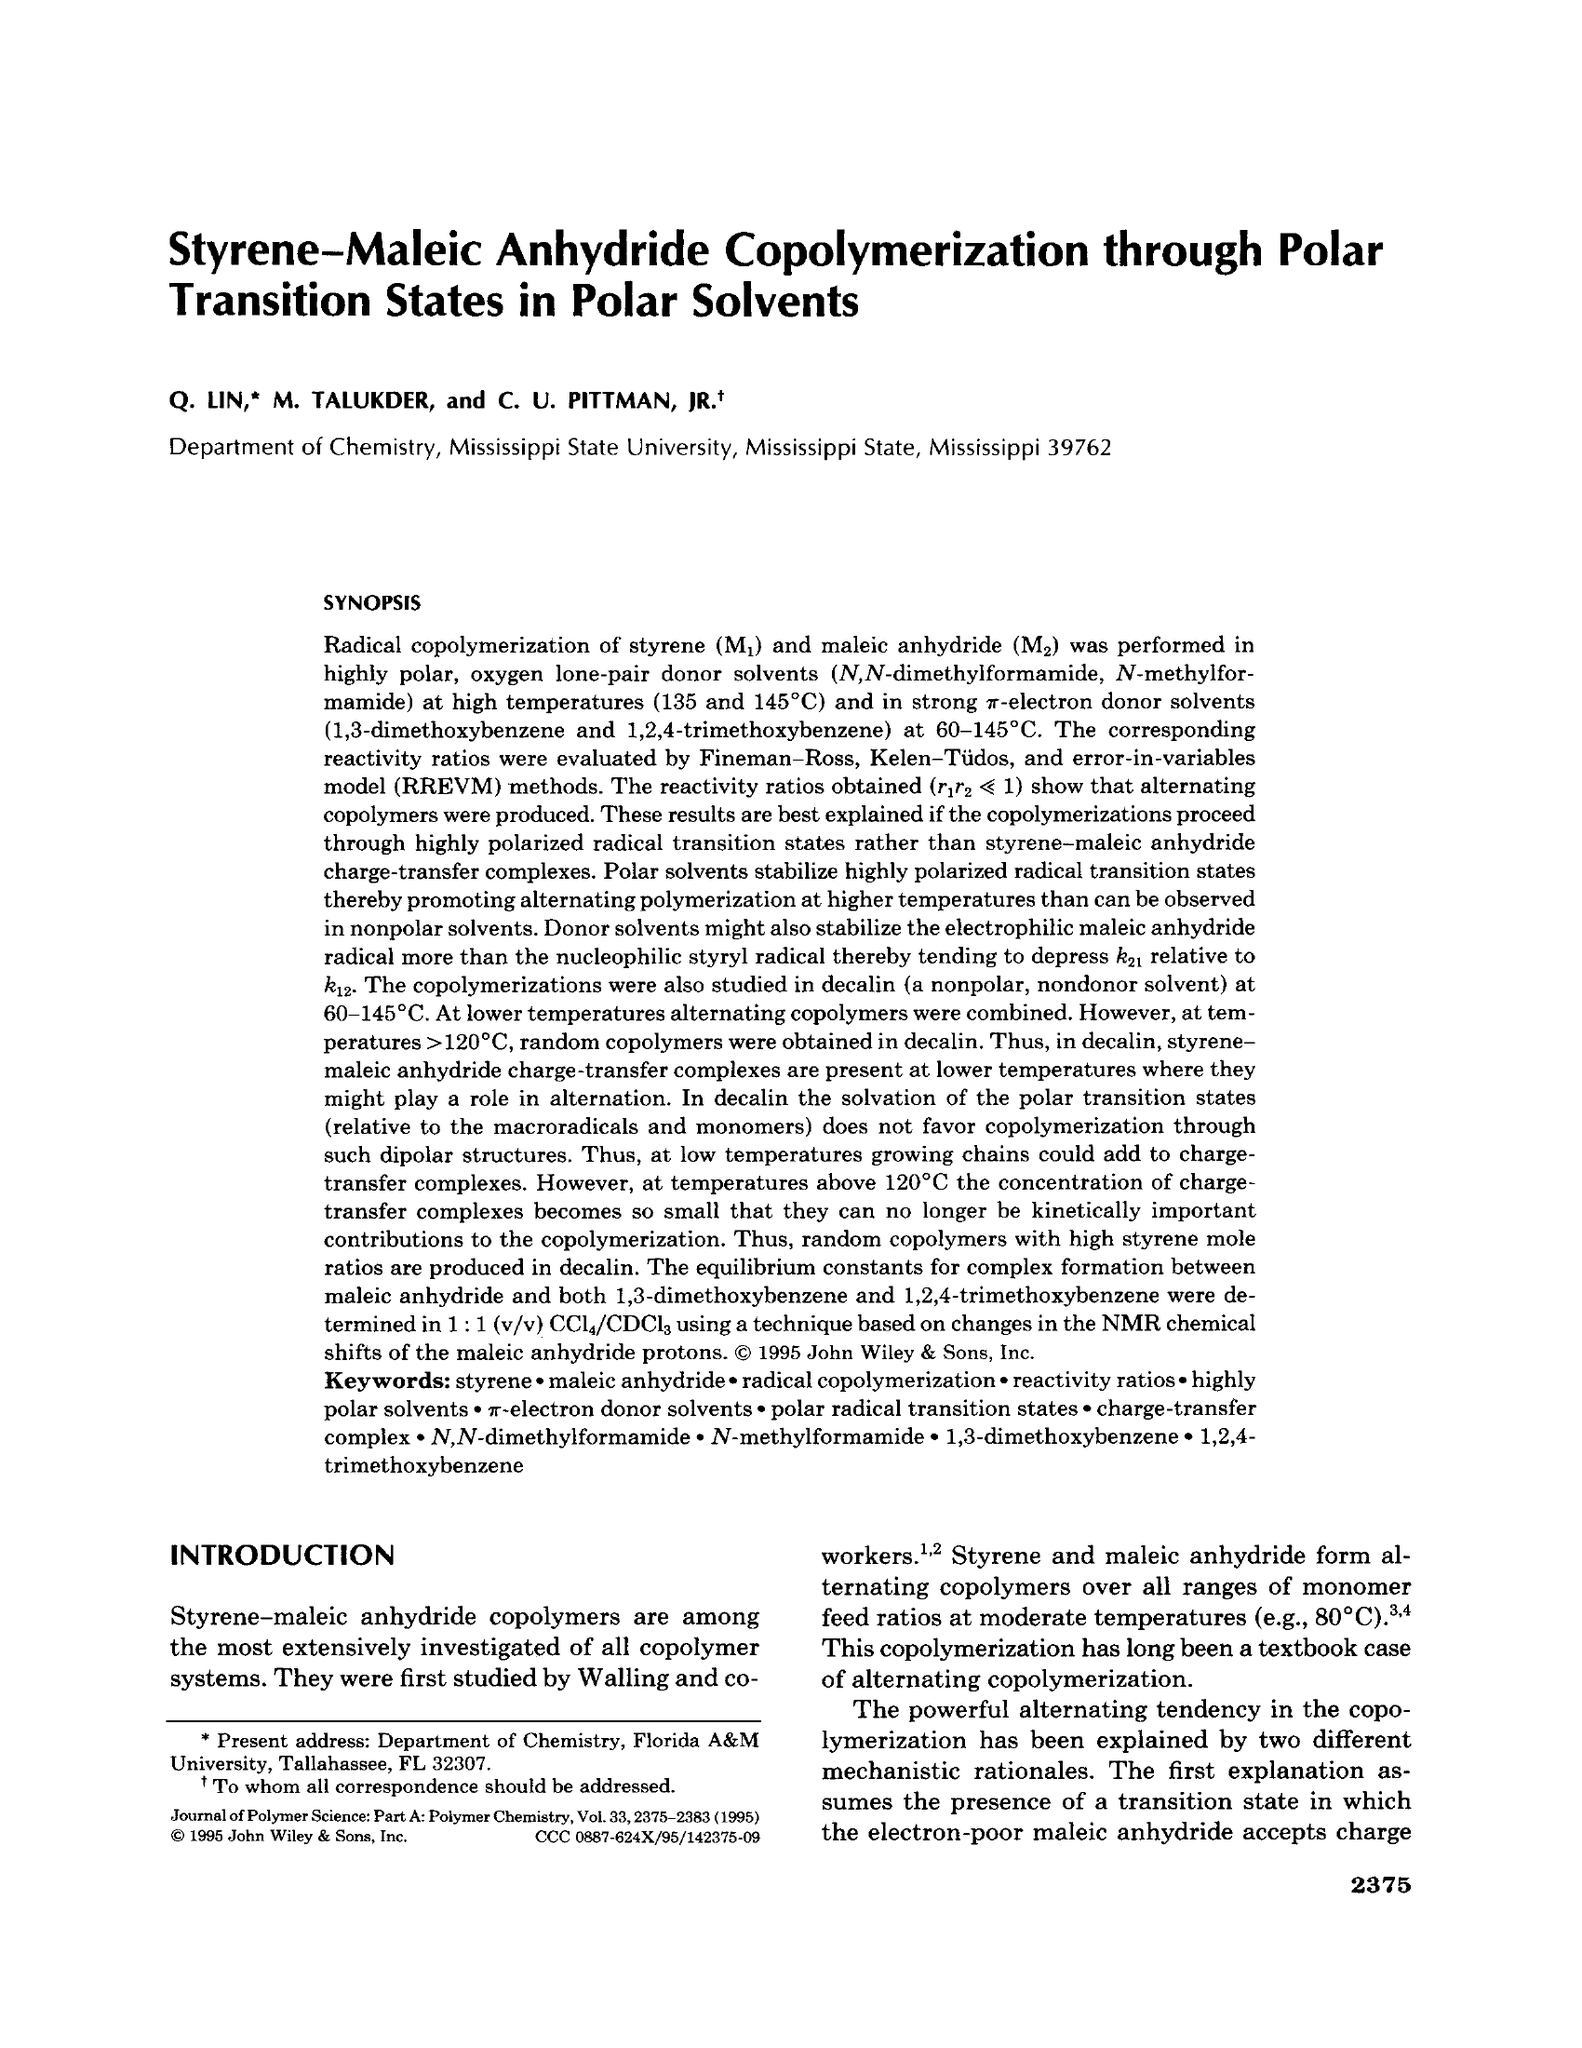 Styrene–Maleic Anhydride Copolymerization through Polar
Transition States in Polar Solvents
Q. LIN,* M. TALUKDER, and C. U. PITTMAN, JR.†
Department of Chemistry, Mississippi State University, Mississippi State, Mississippi 39762
SYNOPSIS
Radical copolymerization of styrene (M₁) and maleic anhydride (M₂) was performed in
highly polar, oxygen lone-pair donor solvents (N,N-dimethylformamide, N-methylfor-
mamide) at high temperatures (135 and 145°C) and in strong π-electron donor solvents
(1,3-dimethoxybenzene and 1,2,4-trimethoxybenzene) at 60–145°C. The corresponding
reactivity ratios were evaluated by Fineman–Ross, Kelen–Tüdos, and error-in-variables
model (RREVM) methods. The reactivity ratios obtained (r₁r₂ ≪ 1) show that alternating
copolymers were produced. These results are best explained if the copolymerizations proceed
through highly polarized radical transition states rather than styrene–maleic anhydride
charge-transfer complexes. Polar solvents stabilize highly polarized radical transition states
thereby promoting alternating polymerization at higher temperatures than can be observed
in nonpolar solvents. Donor solvents might also stabilize the electrophilic maleic anhydride
radical more than the nucleophilic styryl radical thereby tending to depress k₂₁ relative to
k₁₂. The copolymerizations were also studied in decalin (a nonpolar, nondonor solvent) at
60–145°C. At lower temperatures alternating copolymers were combined. However, at tem-
peratures >120°C, random copolymers were obtained in decalin. Thus, in decalin, styrene–
maleic anhydride charge-transfer complexes are present at lower temperatures where they
might play a role in alternation. In decalin the solvation of the polar transition states
(relative to the macroradicals and monomers) does not favor copolymerization through
such dipolar structures. Thus, at low temperatures growing chains could add to charge-
transfer complexes. However, at temperatures above 120°C the concentration of charge-
transfer complexes becomes so small that they can no longer be kinetically important
contributions to the copolymerization. Thus, random copolymers with high styrene mole
ratios are produced in decalin. The equilibrium constants for complex formation between
maleic anhydride and both 1,3-dimethoxybenzene and 1,2,4-trimethoxybenzene were de-
termined in 1 : 1 (v/v) CCl₄/CDCl₃ using a technique based on changes in the NMR chemical
shifts of the maleic anhydride protons. © 1995 John Wiley & Sons, Inc.
Keywords: styrene • maleic anhydride • radical copolymerization • reactivity ratios • highly
polar solvents • π-electron donor solvents • polar radical transition states • charge-transfer
complex • N,N-dimethylformamide • N-methylformamide • 1,3-dimethoxybenzene • 1,2,4-
trimethoxybenzene
INTRODUCTION
Styrene–maleic anhydride copolymers are among
the most extensively investigated of all copolymer
systems. They were first studied by Walling and co-
* Present address: Department of Chemistry, Florida A&M
University, Tallahassee, FL 32307.
† To whom all correspondence should be addressed.
Journal of Polymer Science: Part A: Polymer Chemistry, Vol. 33, 2375–2383 (1995)
© 1995 John Wiley & Sons, Inc. CCC 0887-624X/95/142375-09
workers.¹,² Styrene and maleic anhydride form al-
ternating copolymers over all ranges of monomer
feed ratios at moderate temperatures (e.g., 80°C).³,⁴
This copolymerization has long been a textbook case
of alternating copolymerization.
The powerful alternating tendency in the copo-
lymerization has been explained by two different
mechanistic rationales. The first explanation as-
sumes the presence of a transition state in which
the electron-poor maleic anhydride accepts charge
2375